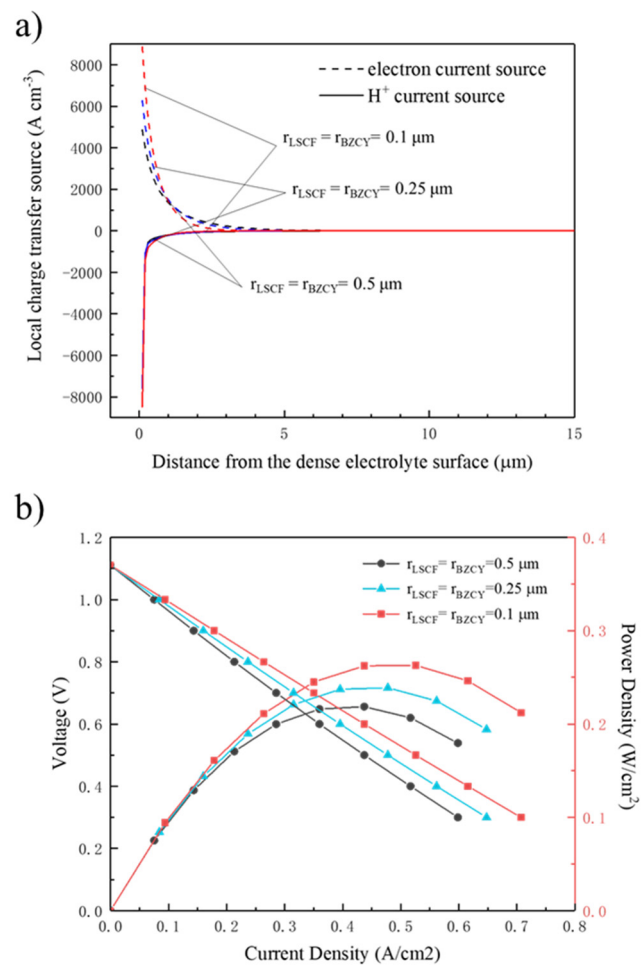 a)
8000
6000
4000
2000
0
−2000
−4000
−6000
−8000
Local charge transfer source (A cm⁻³)
electron current source
H⁺ current source
r_LSCF = r_BZCY = 0.1 μm
r_LSCF = r_BZCY = 0.25 μm
r_LSCF = r_BZCY = 0.5 μm
0 5 10 15
Distance from the dense electrolyte surface (μm)
b)
1.2
1.0
0.8
0.6
0.4
0.2
0.0
Voltage (V)
r_LSCF= r_BZCY=0.5 μm
r_LSCF= r_BZCY=0.25 μm
r_LSCF= r_BZCY=0.1 μm
0.4
0.3
0.2
0.1
0.0
Power Density (W/cm²)
0.0 0.1 0.2 0.3 0.4 0.5 0.6 0.7 0.8
Current Density (A/cm2)